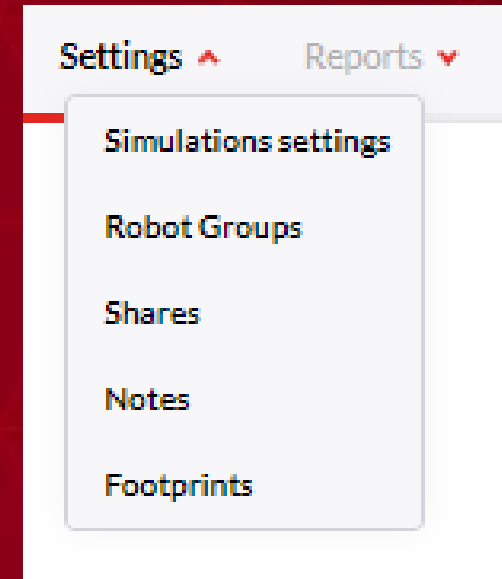 Settings Reports
Simulations settings
Robot Groups
Shares
Notes
Footprints